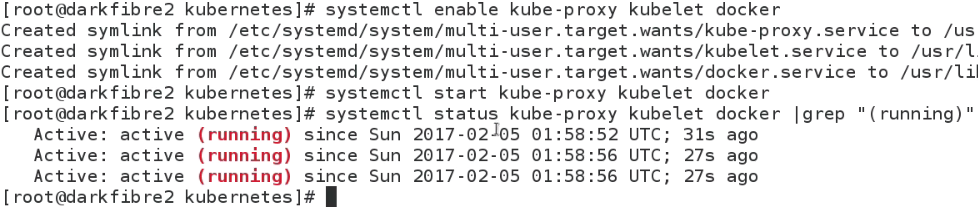 [root@darkfibre2 kubernetes]# systemctl enable kube-proxy kubelet docker
Created symlink from /etc/systemd/system/multi-user.target.wants/kube-proxy.service to /us
Created symlink from /etc/systemd/system/multi-user.target.wants/kubelet.service to /usr/l
Created symlink from /etc/systemd/system/multi-user.target.wants/docker.service to /usr/li
[root@darkfibre2 kubernetes]# systemctl start kube-proxy kubelet docker
[root@darkfibre2 kubernetes]# systemctl status kube-proxy kubelet docker |grep "(running)"
Active: active (running) since Sun 2017-02-05 01:58:52 UTC; 31s ago
Active: active (running) since Sun 2017-02-05 01:58:56 UTC; 27s ago
Active: active (running) since Sun 2017-02-05 01:58:56 UTC; 27s ago
[root@darkfibre2 kubernetes]#